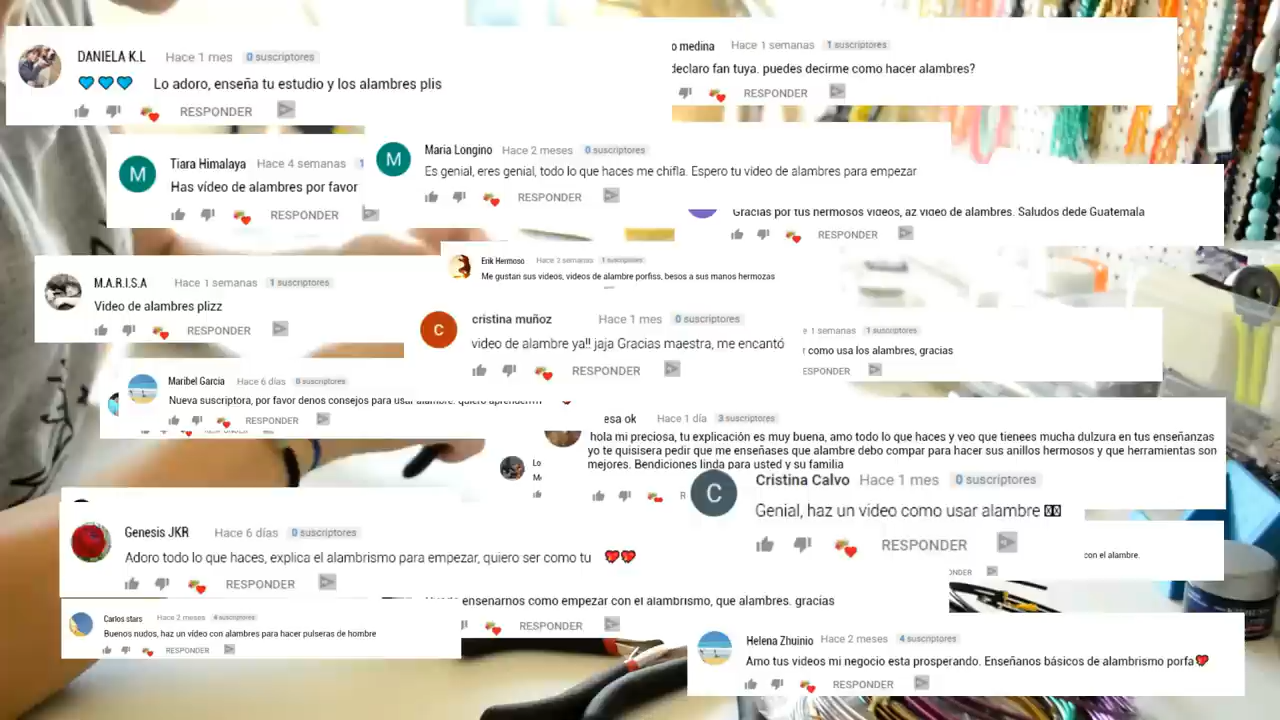 DANIELA K.L Hace 1 mes 0 suscriptores
Lo adoro, enseña tu estudio y los alambres plis
RESPONDER
o medina Hace 1 semanas 1 suscriptores
declaro fan tuya. puedes decirme como hacer alambres?
RESPONDER
Tiara Himalaya Hace 4 semanas 1
M
Has vídeo de alambres por favor
RESPONDER
Maria Longino Hace 2 meses 0 suscriptores
M
Es genial, eres genial, todo lo que haces me chifla. Espero tu vídeo de alambres para empezar
RESPONDER
Gracias por tus hermosos videos, az video de alambres. Saludos dede Guatemala
RESPONDER
Erik Hermoso Hace 2 semanas 1 suscriptores
Me gustan sus videos, videos de alambre porfiss, besos a sus manos hermozas
M.A.R.I.S.A Hace 1 semanas 1 suscriptores
Video de alambres plizz
RESPONDER
cristina muñoz Hace 1 mes 0 suscriptores
C
video de alambre ya!! jaja Gracias maestra, me encantó
RESPONDER
e 1 semanas 1 suscriptores
como usa los alambres, gracias
ESPONDER
Maribel Garcia Hace 6 días 0 suscriptores
Nueva suscriptora, por favor denos consejos para usar alambre. quiero aprender
RESPONDER
esa ok Hace 1 día 3 suscriptores
hola mi preciosa, tu explicación es muy buena, amo todo lo que haces y veo que tienees mucha dulzura en tus enseñanzas
yo te quisisera pedir que me enseñases que alambre debo compar para hacer sus anillos hermosos y que herramientas son
mejores. Bendiciones linda para usted y su familia
R
Lo
Cristina Calvo Hace 1 mes 0 suscriptores
C
Genial, haz un video como usar alambre
RESPONDER
con el alambre.
ONDER
Genesis JKR Hace 6 días 0 suscriptores
Adoro todo lo que haces, explica el alambrismo para empezar, quiero ser como tu
RESPONDER
enseñarnos como empezar con el alambrismo, que alambres. gracias
RESPONDER
Carlos stars Hace 2 meses 4 suscriptores
Buenos nudos, haz un vídeo con alambres para hacer pulseras de hombre
RESPONDER
Helena Zhuinio Hace 2 meses 4 suscriptores
Amo tus videos mi negocio esta prosperando. Enseñanos básicos de alambrismo porfa
RESPONDER